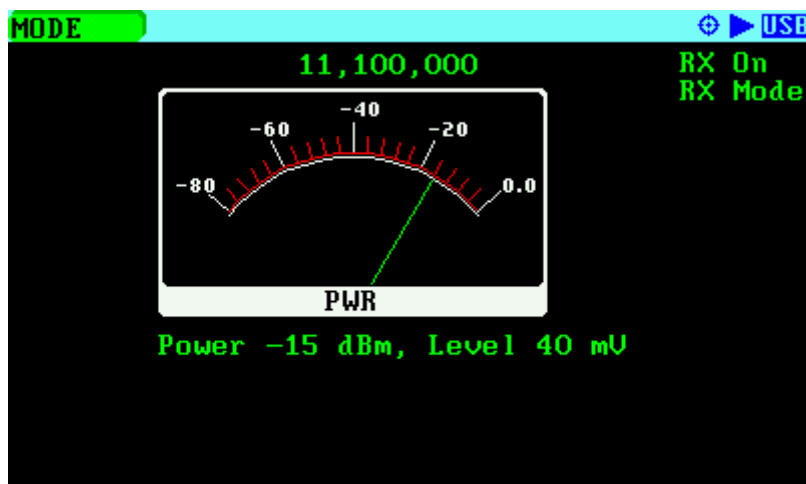 MODE
USB
11,100,000
RX On
RX Mode
-80
-60
-40
-20
0.0
PWR
Power -15 dBm, Level 40 mV